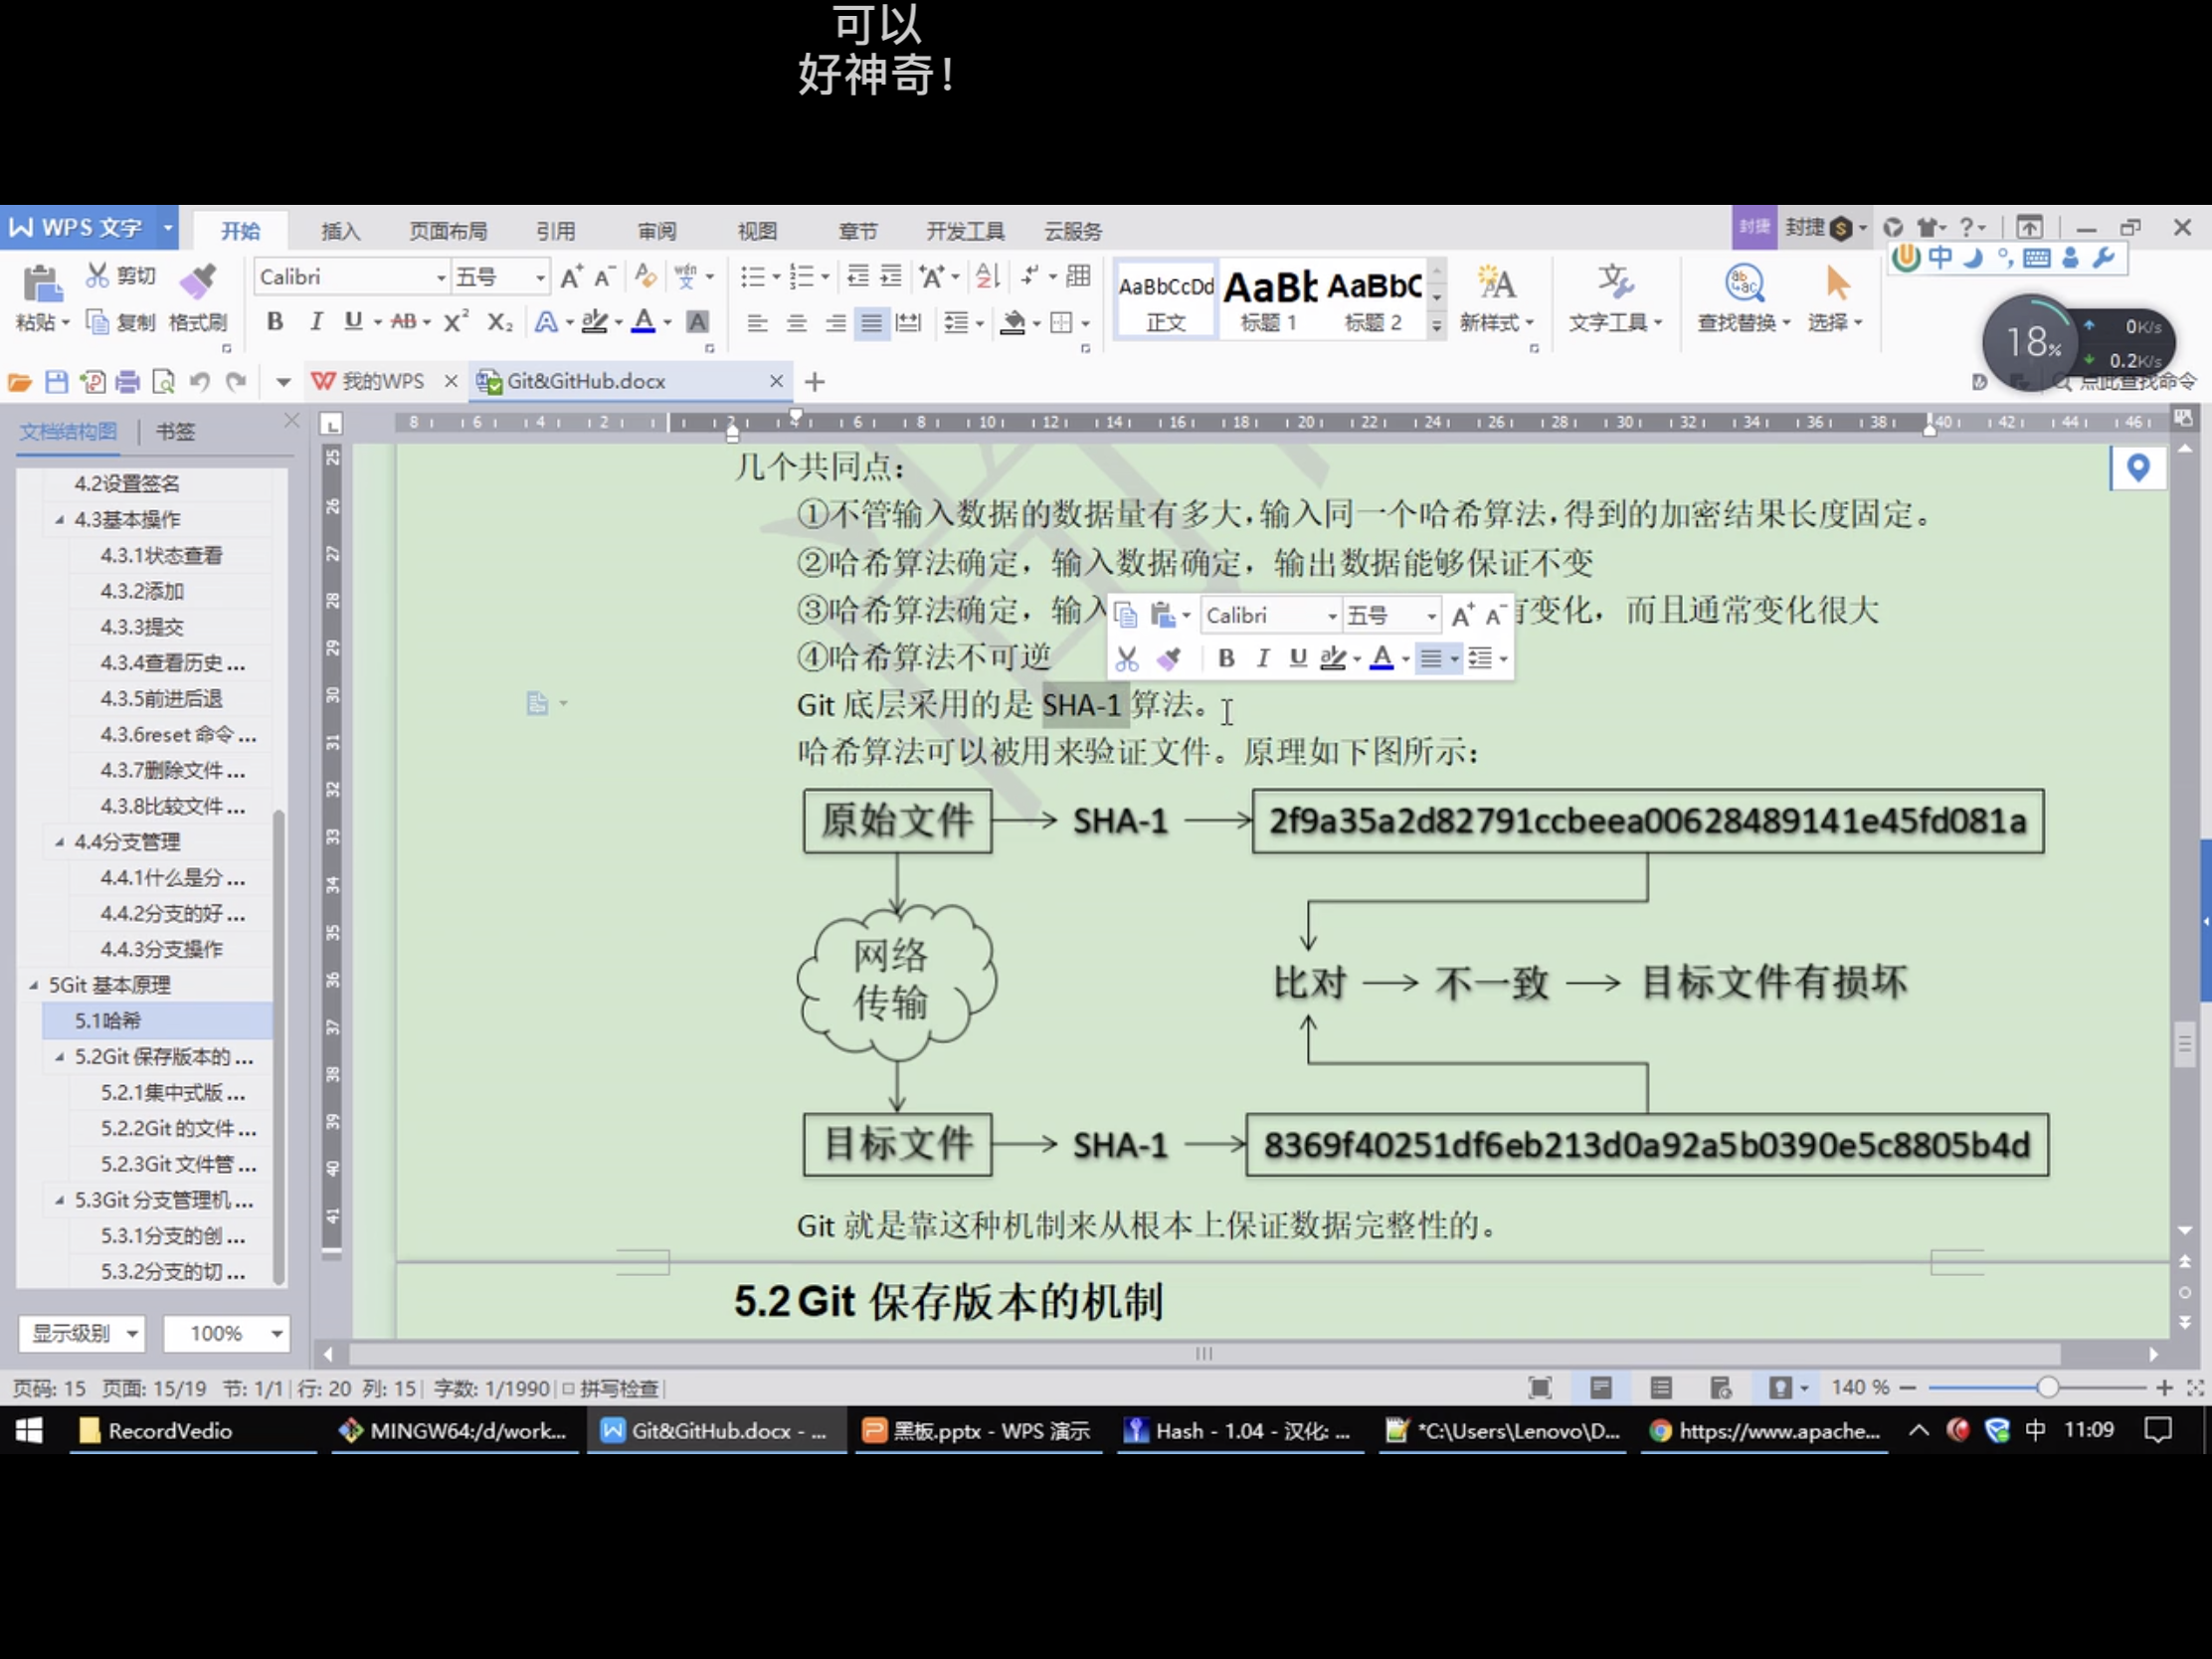 可以
好神奇!
WPS 文字
开始
插入
页面布局
引用
审阅
视图
章节
开发工具
云服务
封捷
封捷
粘贴
剪切
复制
格式刷
Calibri
五号
AaBbCcDd
正文
标题 1
AaBbC
标题 2
新样式
文字工具
查找替换
选择
中
18%
0K/s
0.2K/s
我的WPS
Git&GitHub.docx
点此查找命令
文档结构图
书签
4.2设置签名
4.3基本操作
4.3.1状态查看
4.3.2添加
4.3.3提交
4.3.4查看历史 ...
4.3.5前进后退
4.3.6reset 命令 ...
4.3.7删除文件 ...
4.3.8比较文件 ...
4.4分支管理
4.4.1什么是分 ...
4.4.2分支的好 ...
4.4.3分支操作
5Git 基本原理
5.1哈希
5.2Git 保存版本的 ...
5.2.1集中式版 ...
5.2.2Git 的文件 ...
5.2.3Git 文件管 ...
5.3Git 分支管理机 ...
5.3.1分支的创 ...
5.3.2分支的切 ...
显示级别
100%
几个共同点：
①不管输入数据的数据量有多大,输入同一个哈希算法,得到的加密结果长度固定。
②哈希算法确定，输入数据确定，输出数据能够保证不变
③哈希算法确定，输入
有变化，而且通常变化很大
Calibri
五号
④哈希算法不可逆
Git 底层采用的是 SHA-1 算法。
哈希算法可以被用来验证文件。原理如下图所示：
原始文件
SHA-1
2f9a35a2d82791ccbeea00628489141e45fd081a
网络
传输
比对
不一致
目标文件有损坏
目标文件
SHA-1
8369f40251df6eb213d0a92a5b0390e5c8805b4d
Git 就是靠这种机制来从根本上保证数据完整性的。
5.2 Git 保存版本的机制
页码: 15 页面: 15/19 节: 1/1 行: 20 列: 15 字数: 1/1990 拼写检查
140 %
RecordVedio
MINGW64:/d/work...
Git&GitHub.docx - ...
黑板.pptx - WPS 演示
Hash - 1.04 - 汉化: ...
*C:\Users\Lenovo\D...
https://www.apache...
中
11:09